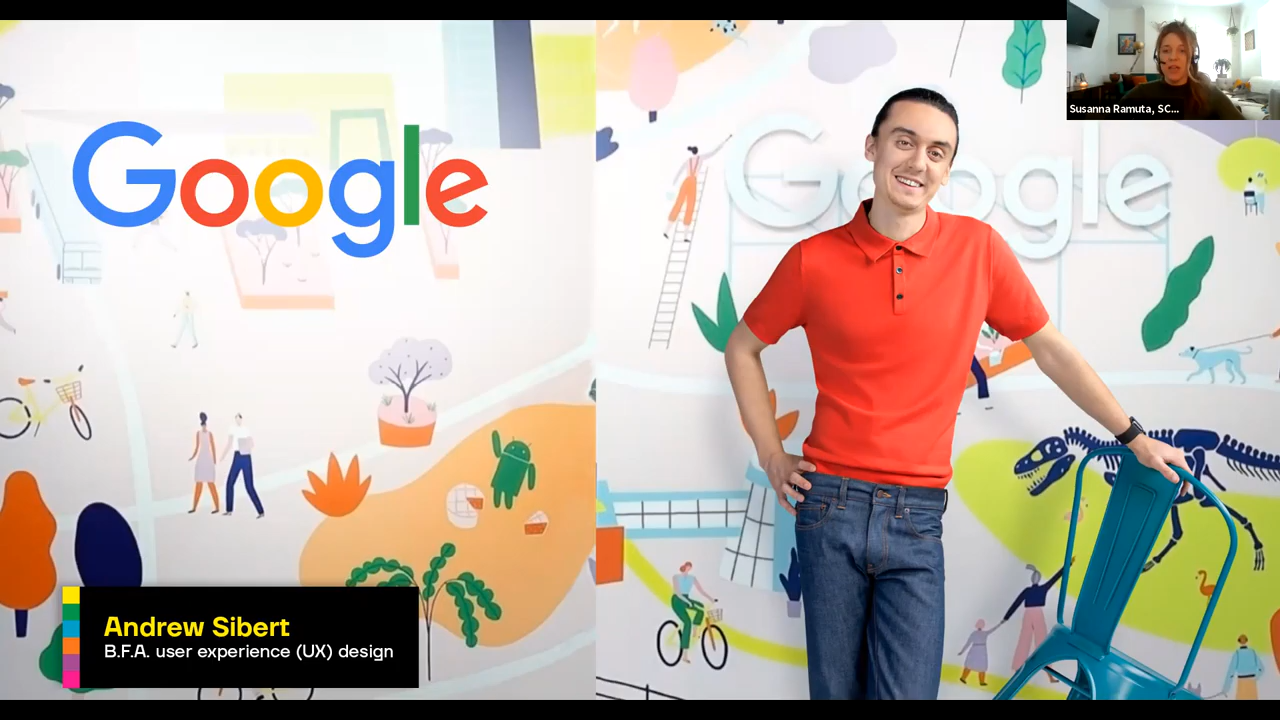 Google
Google
Susanna Ramuta, SC...
Andrew Sibert
B.F.A. user experience (UX) design